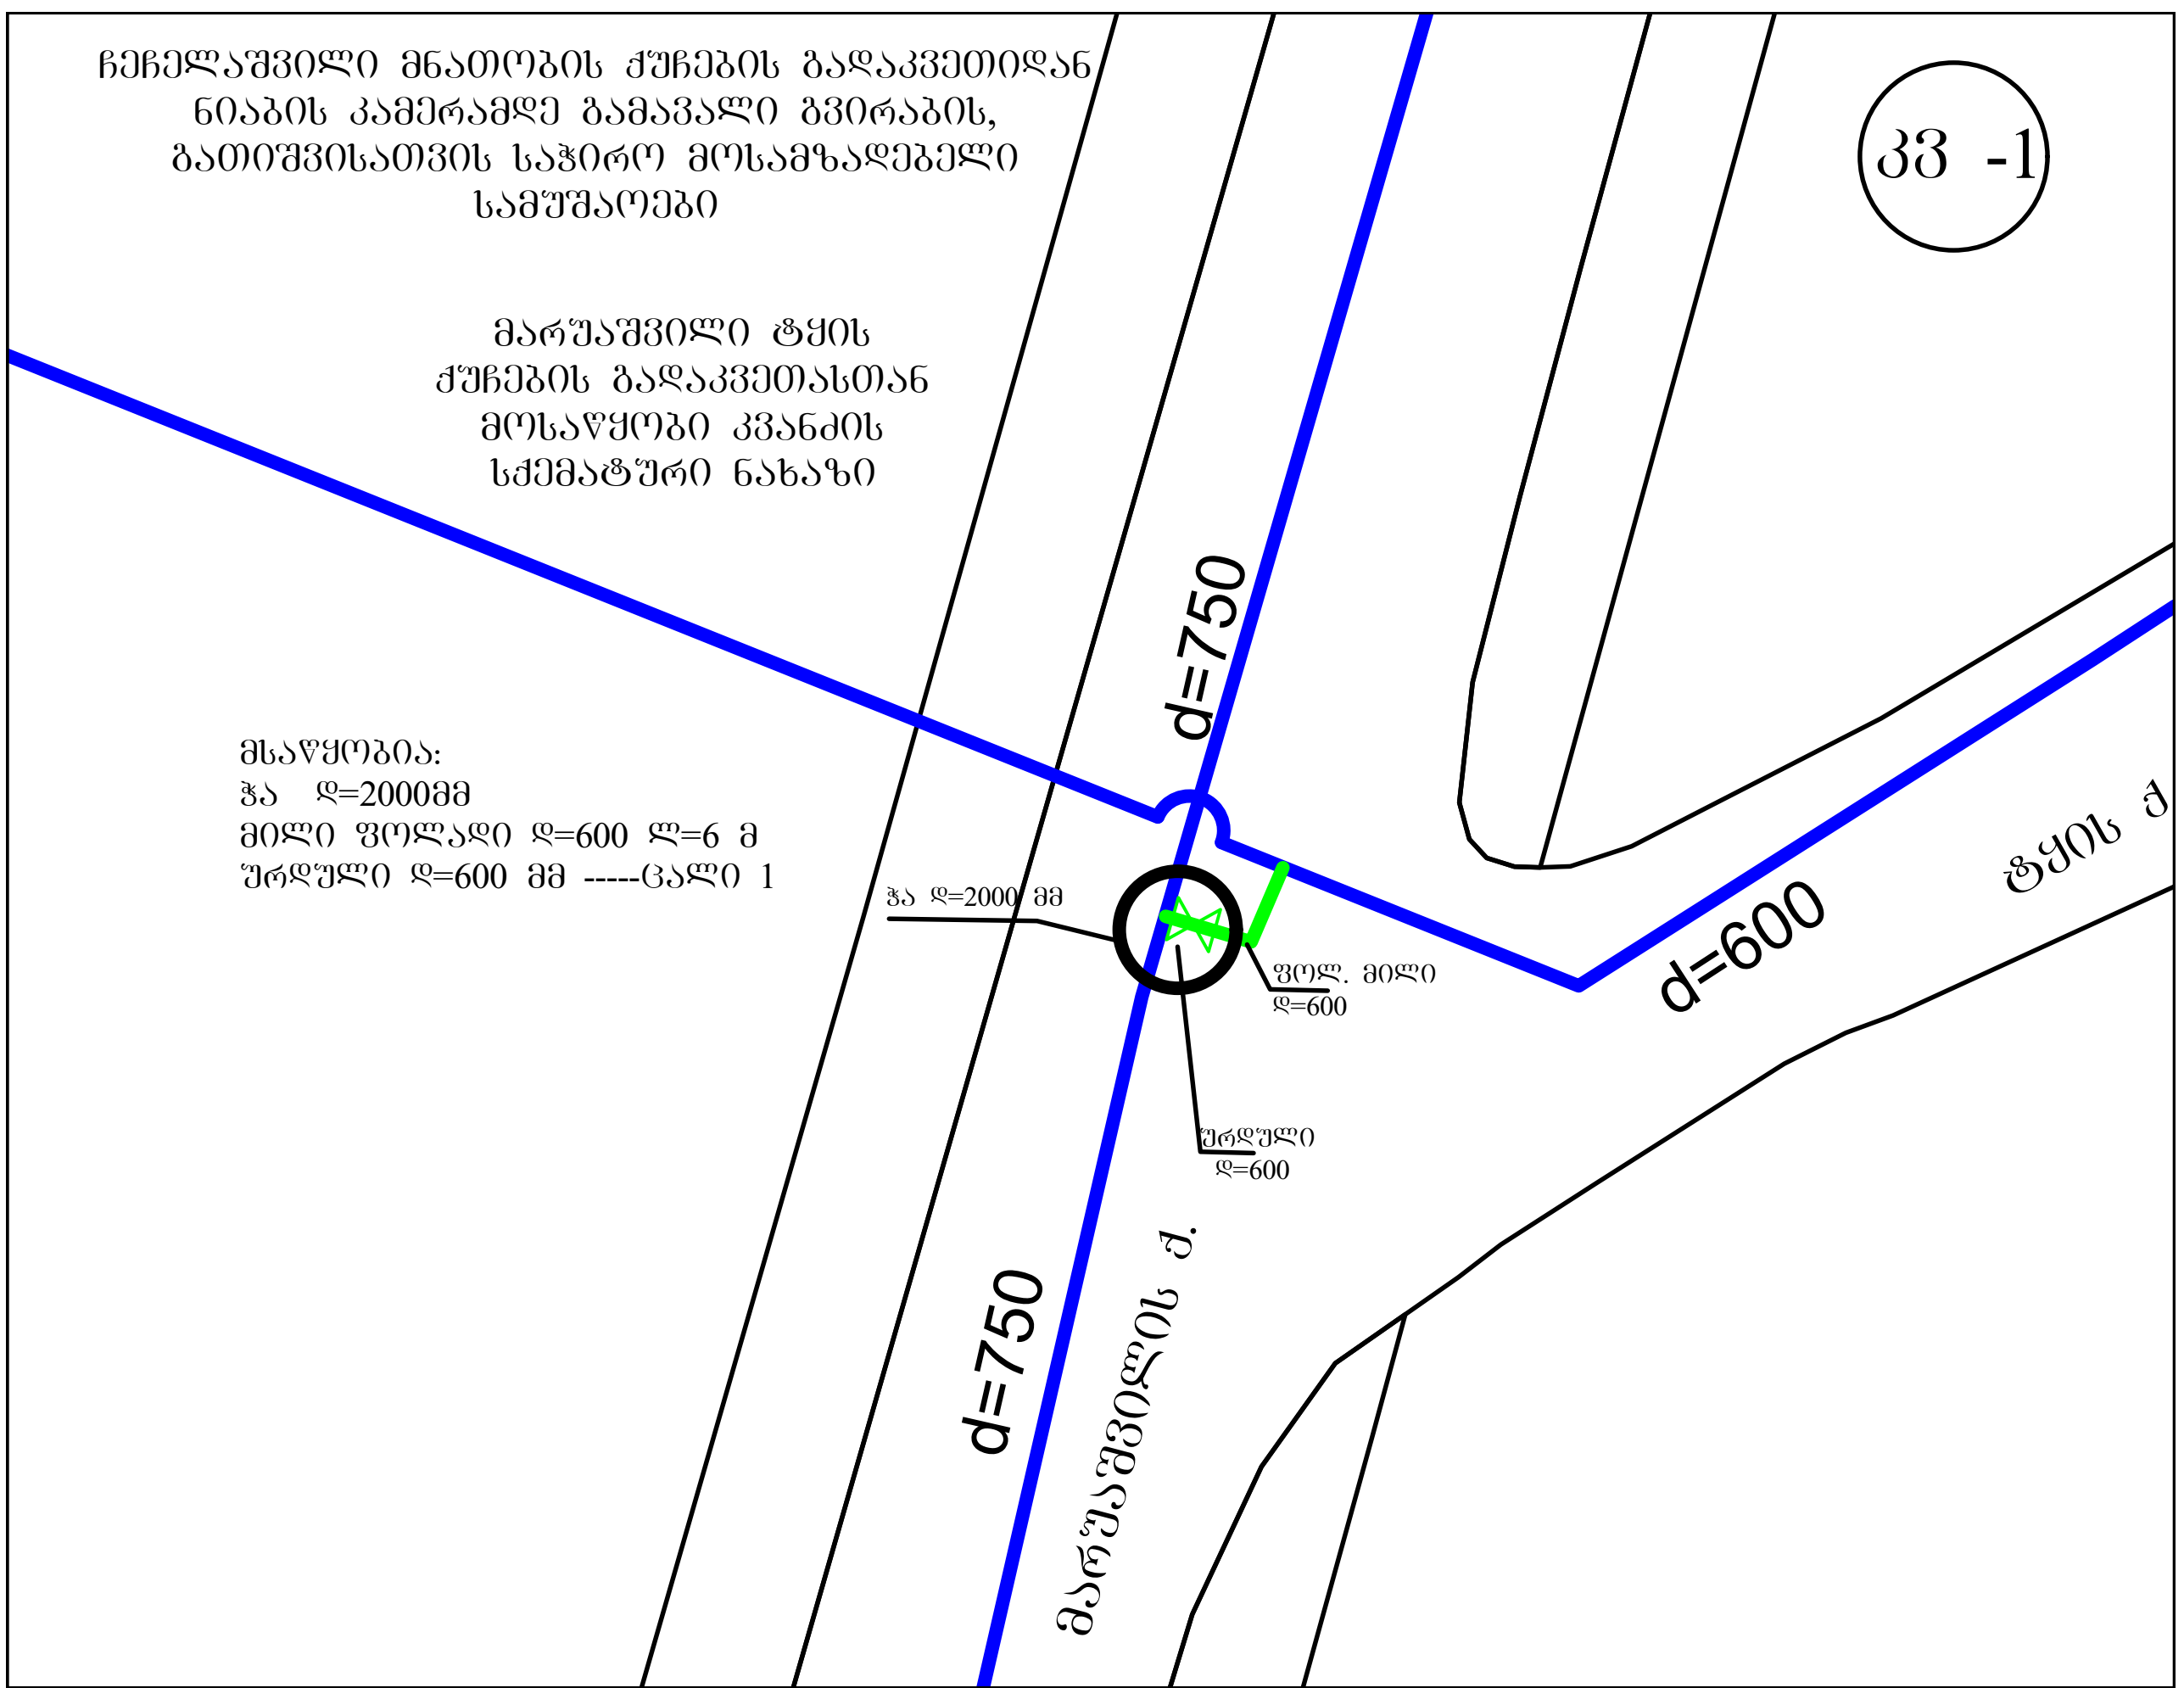 ჩეჩელაშვილი მნათობის ქუჩების გადაკვეთიდან
ნიაბის კამერამდე გამავალი გვირაბის,
გათიშვისათვის საჭირო მოსამზადებელი
სამუშაოები
კვ -1
მარუაშვილი ტყის
ქუჩების გადაკვეთასთან
მოსაწყობი კვანძის
სქემატური ნახაზი
d=750
მსაწყობია:
ჭა დ=2000მმ
მილი ფოლადი დ=600 ლ=6 მ
ურდული დ=600 მმ -----ცალი 1
ჭა დ=2000 მმ
ტყის ქ
d=600
ფოლ. მილი
დ=600
ურდული
დ=600
d=750
მარუაშვილის ქ.